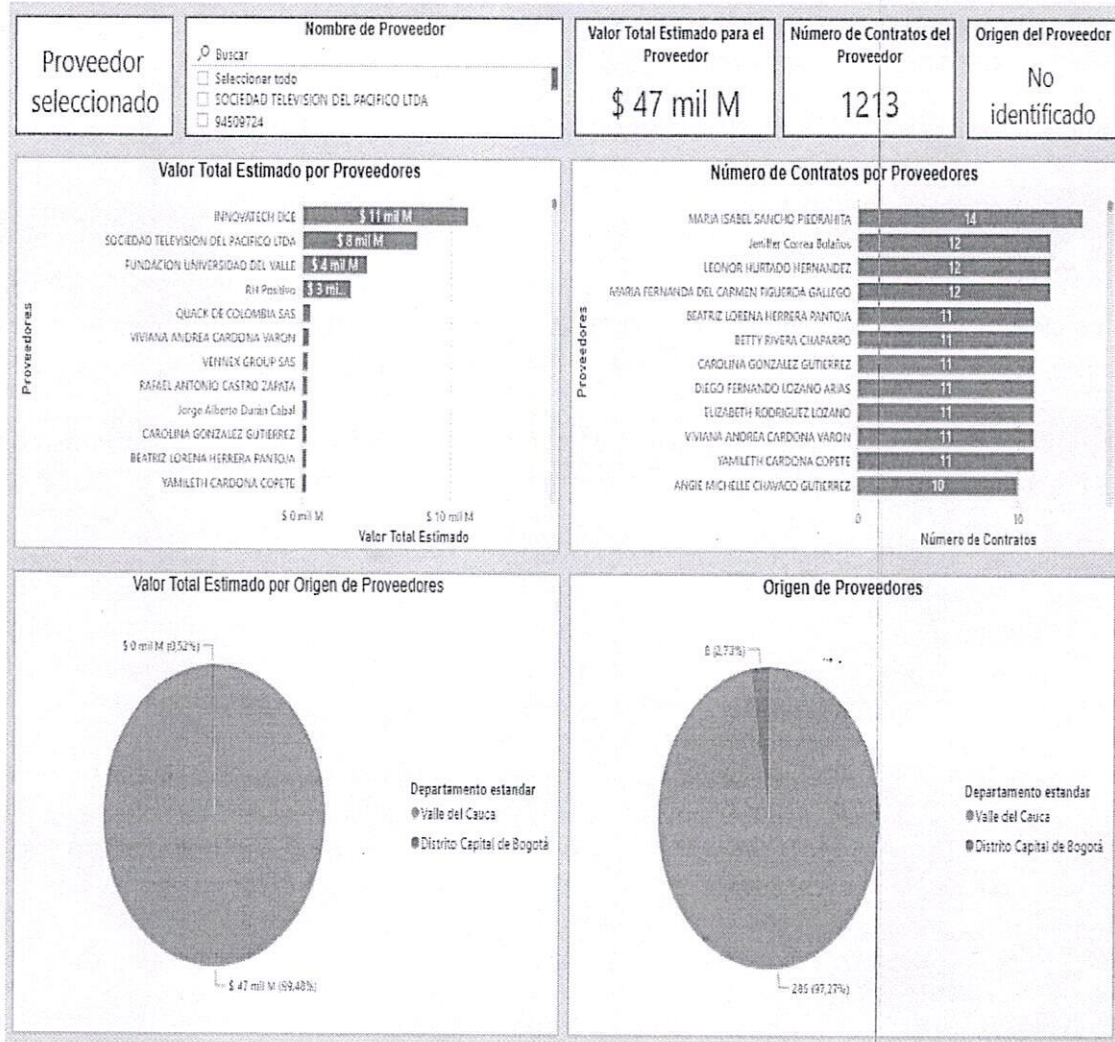 Proveedor
seleccionado
Nombre de Proveedor
Buscar
Seleccionar todo
SOCIEDAD TELEVISION DEL PACIFICO LTDA
94509724
Valor Total Estimado para el
Proveedor
$ 47 mil M
Número de Contratos del
Proveedor
1213
Origen del Proveedor
No
identificado
Valor Total Estimado por Proveedores
Proveedores
INNOVATECH DCE $ 11 mil M
SOCIEDAD TELEVISION DEL PACIFICO LTDA $ 8 mil M
FUNDACION UNIVERSIDAD DEL VALLE $ 4 mil M
RH Positivo $ 3 mi...
QUACK DE COLOMBIA SAS
VIVIANA ANDREA CARDONA VARON
VENNEX GROUP SAS
RAFAEL ANTONIO CASTRO ZAPATA
Jorge Alberto Durán Cabal
CAROLINA GONZALEZ GUTIERREZ
BEATRIZ LORENA HERRERA PANTOJA
YAMILETH CARDONA COPETE
$ 0 mil M $ 10 mil M
Valor Total Estimado
Número de Contratos por Proveedores
Proveedores
MARIA ISABEL SANCHO PIEDRAHITA 14
Jeniffer Correa Bolaños 12
LEONOR HURTADO HERNANDEZ 12
MARIA FERNANDA DEL CARMEN FIGUEROA GALLEGO 12
BEATRIZ LORENA HERRERA PANTOJA 11
BETTY RIVERA CHAPARRO 11
CAROLINA GONZALEZ GUTIERREZ 11
DIEGO FERNANDO LOZANO ARIAS 11
ELIZABETH RODRIGUEZ LOZANO 11
VIVIANA ANDREA CARDONA VARON 11
YAMILETH CARDONA COPETE 11
ANGIE MICHELLE CHAVACO GUTIERREZ 10
0 10
Número de Contratos
Valor Total Estimado por Origen de Proveedores
$ 0 mil M (0,52%)
Departamento estandar
Valle del Cauca
Distrito Capital de Bogotá
$ 47 mil M (99,48%)
Origen de Proveedores
8 (2,73%)
Departamento estandar
Valle del Cauca
Distrito Capital de Bogotá
285 (97,27%)